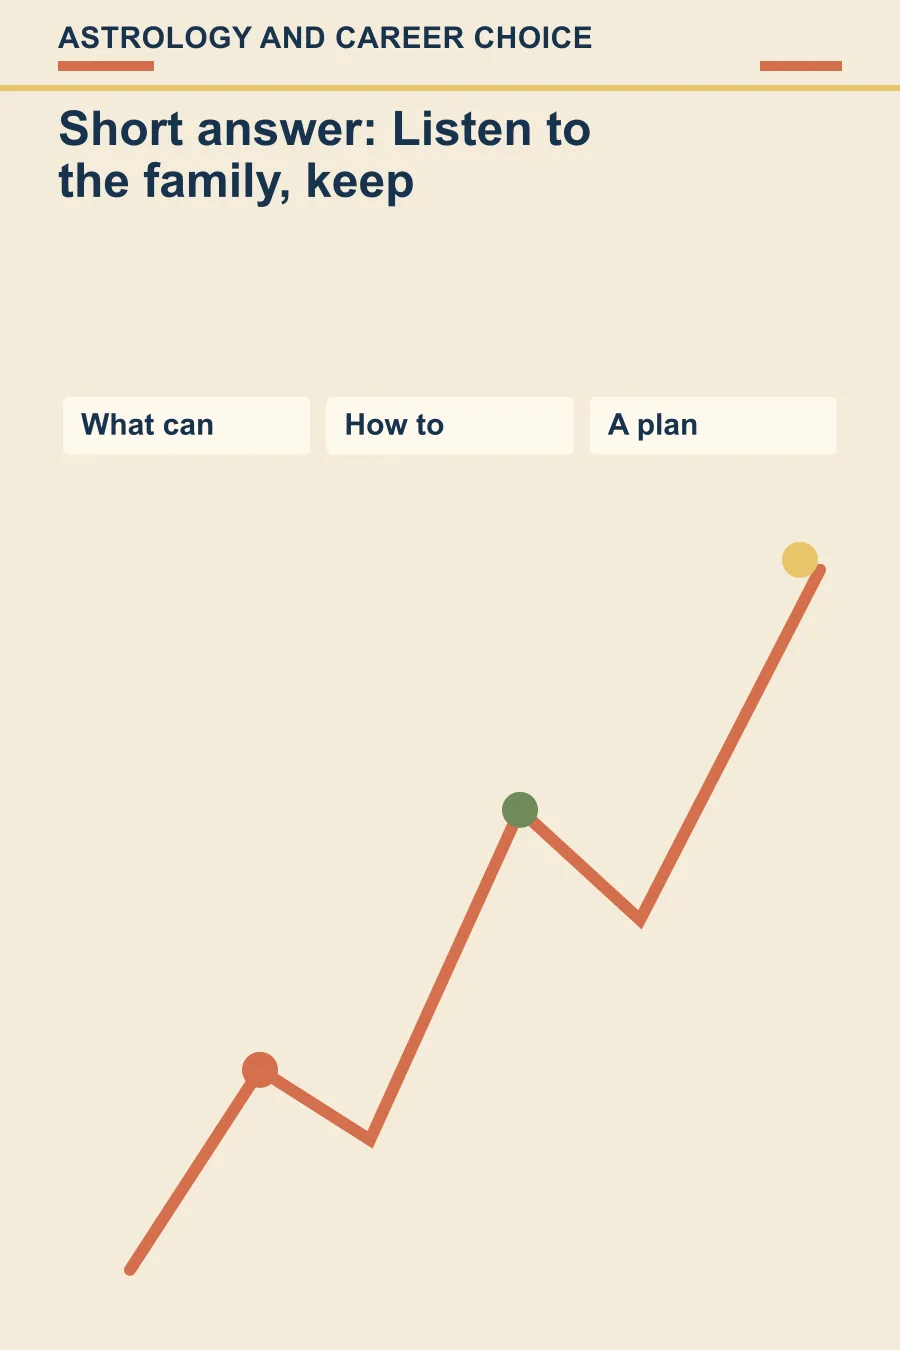 ASTROLOGY AND CAREER CHOICE
Short answer: Listen to
the family, keep
What can
How to
A plan